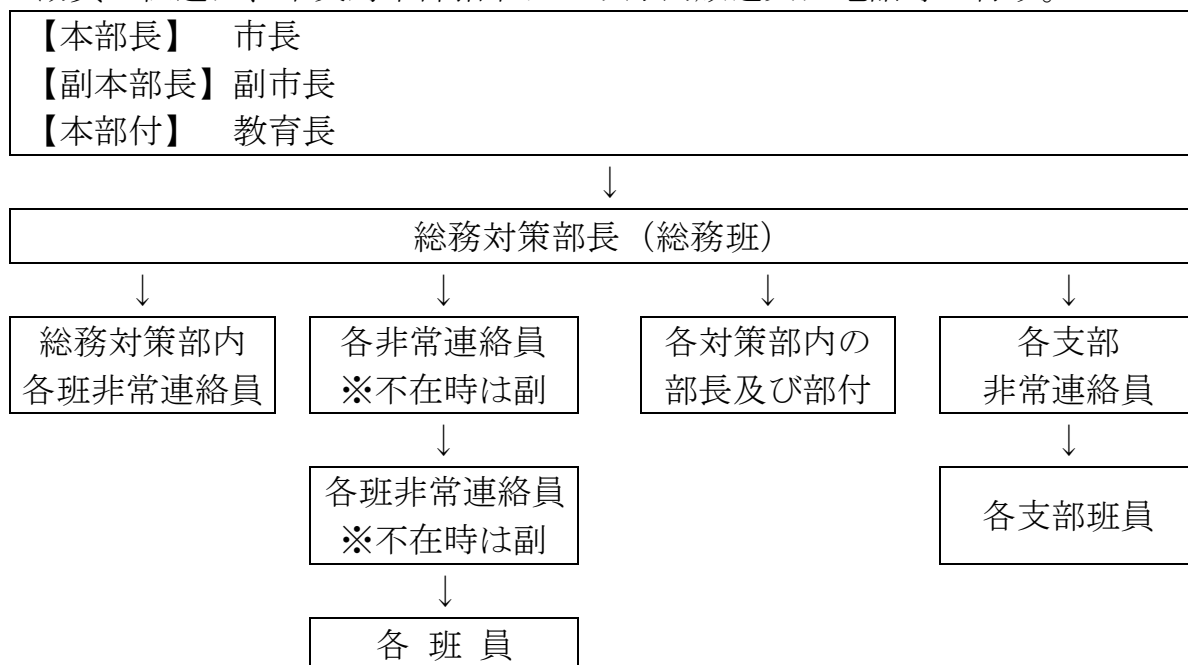 【本部長】 市長
【副本部長】副市長
【本部付】 教育長
↓
総務対策部長（総務班）
↓ ↓ ↓ ↓
総務対策部内
各班非常連絡員
各非常連絡員
※不在時は副
各対策部内の
部長及び部付
各支部
非常連絡員
↓ ↓
各班非常連絡員
※不在時は副
各支部班員
↓
各 班 員